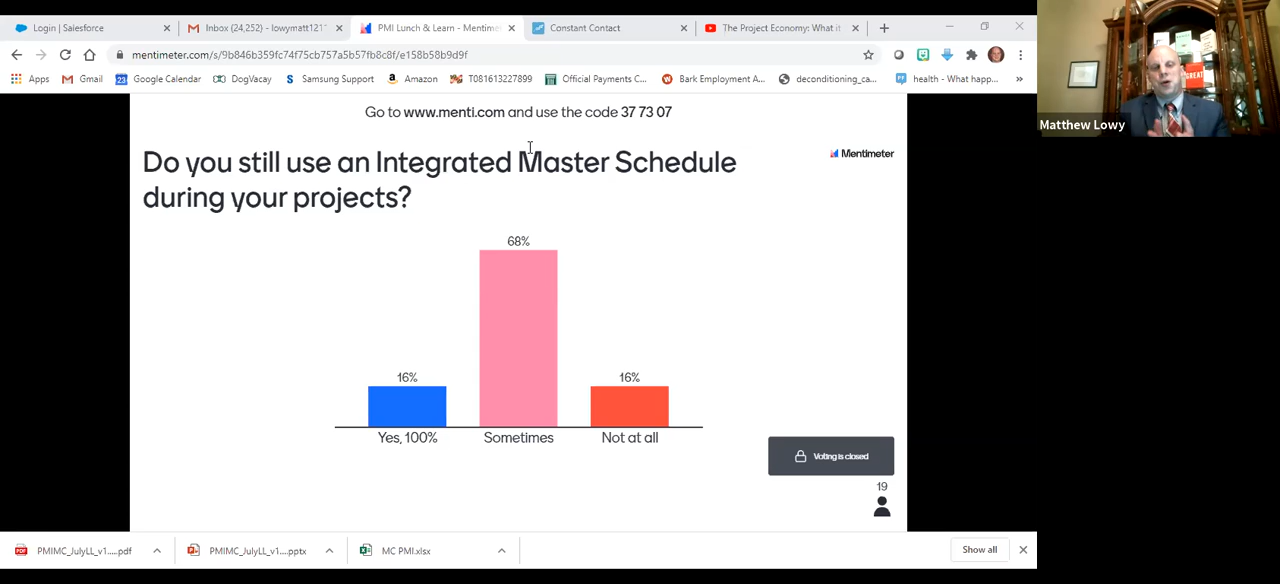 Login | Salesforce
Inbox (24,252) - lowymatt121
PMI Lunch & Learn - Mentimet
Constant Contact
The Project Economy: What it
mentimeter.com/s/9b846b359fc74f75cb757a5b57fb8c8f/e158b58b9d9f
Apps
Gmail
23
Google Calendar
DogVacay
S
Samsung Support
Amazon
T081613227899
Official Payments C...
Bark Employment A...
deconditioning_ca...
health - What happ...
GREAT
Matthew Lowy
Go to www.menti.com and use the code 37 73 07
Mentimeter
Do you still use an Integrated Master Schedule
during your projects?
68%
16%
16%
Yes, 100%
Sometimes
Not at all
Voting is closed
19
PMIMC_JulyLL_v1.....pdf
PMIMC_JulyLL_v1....pptx
MC PMI.xlsx
Show all